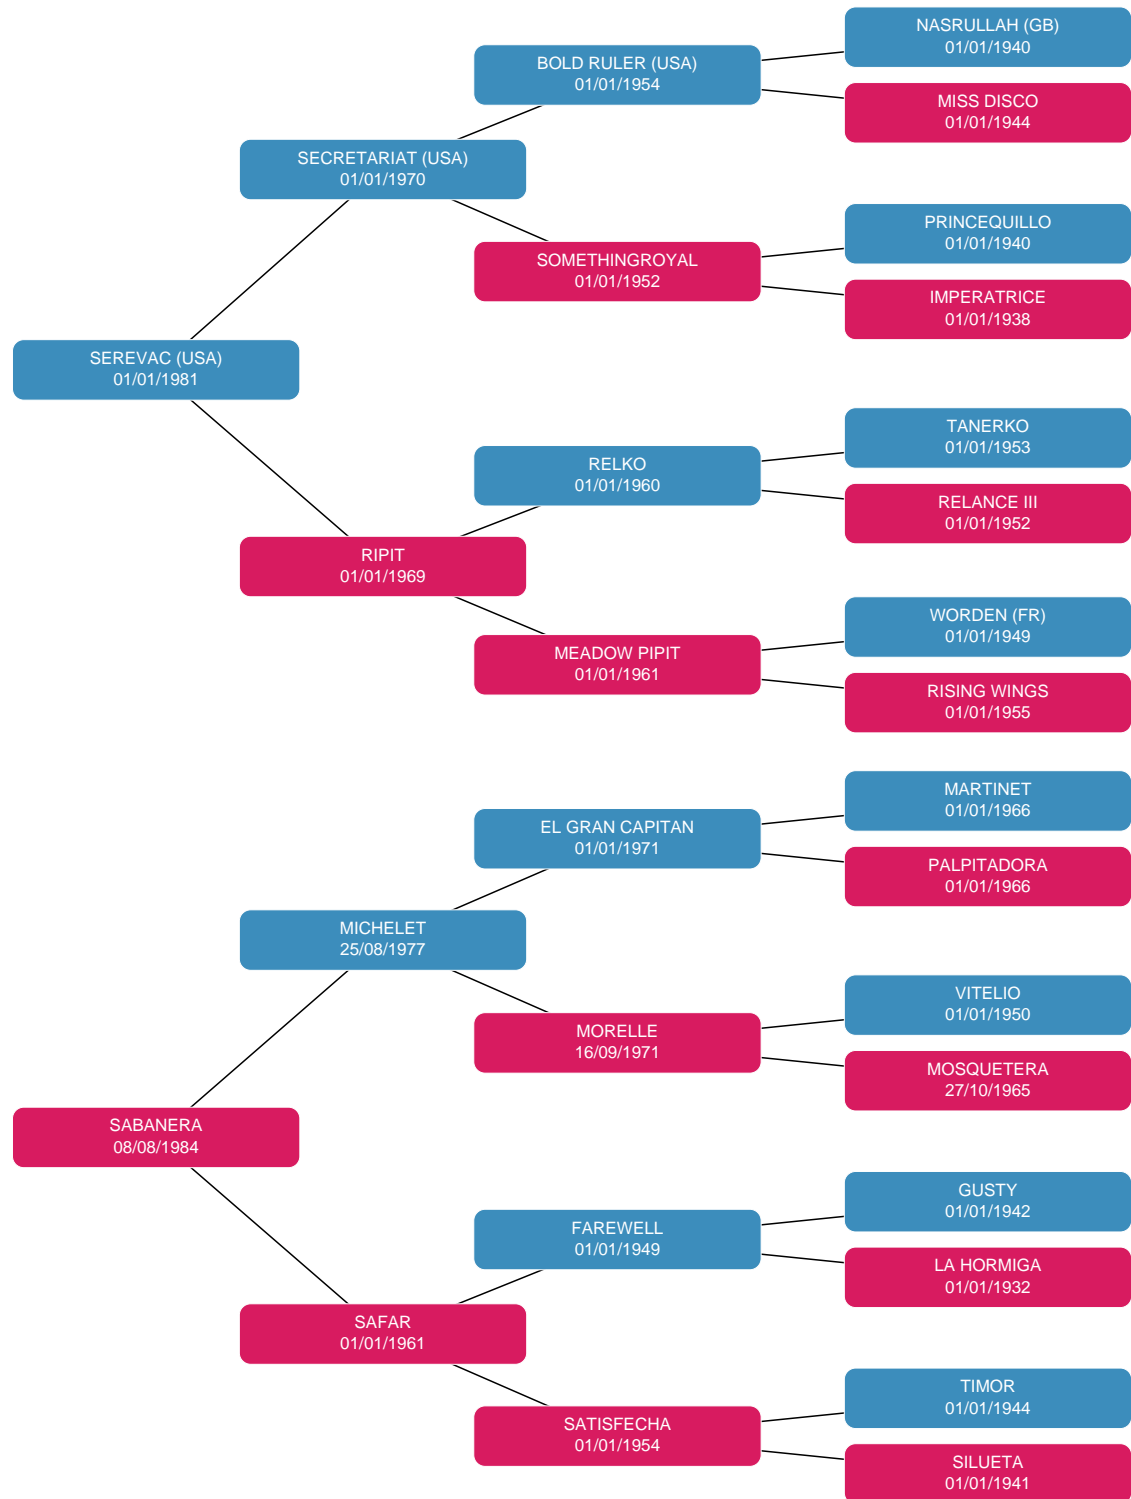 NASRULLAH (GB)
01/01/1940
BOLD RULER (USA)
01/01/1954
MISS DISCO
01/01/1944
SECRETARIAT (USA)
01/01/1970
PRINCEQUILLO
01/01/1940
SOMETHINGROYAL
01/01/1952
IMPERATRICE
01/01/1938
SEREVAC (USA)
01/01/1981
TANERKO
01/01/1953
RELKO
01/01/1960
RELANCE III
01/01/1952
RIPIT
01/01/1969
WORDEN (FR)
01/01/1949
MEADOW PIPIT
01/01/1961
RISING WINGS
01/01/1955
MARTINET
01/01/1966
EL GRAN CAPITAN
01/01/1971
PALPITADORA
01/01/1966
MICHELET
25/08/1977
VITELIO
01/01/1950
MORELLE
16/09/1971
MOSQUETERA
27/10/1965
SABANERA
08/08/1984
GUSTY
01/01/1942
FAREWELL
01/01/1949
LA HORMIGA
01/01/1932
SAFAR
01/01/1961
TIMOR
01/01/1944
SATISFECHA
01/01/1954
SILUETA
01/01/1941